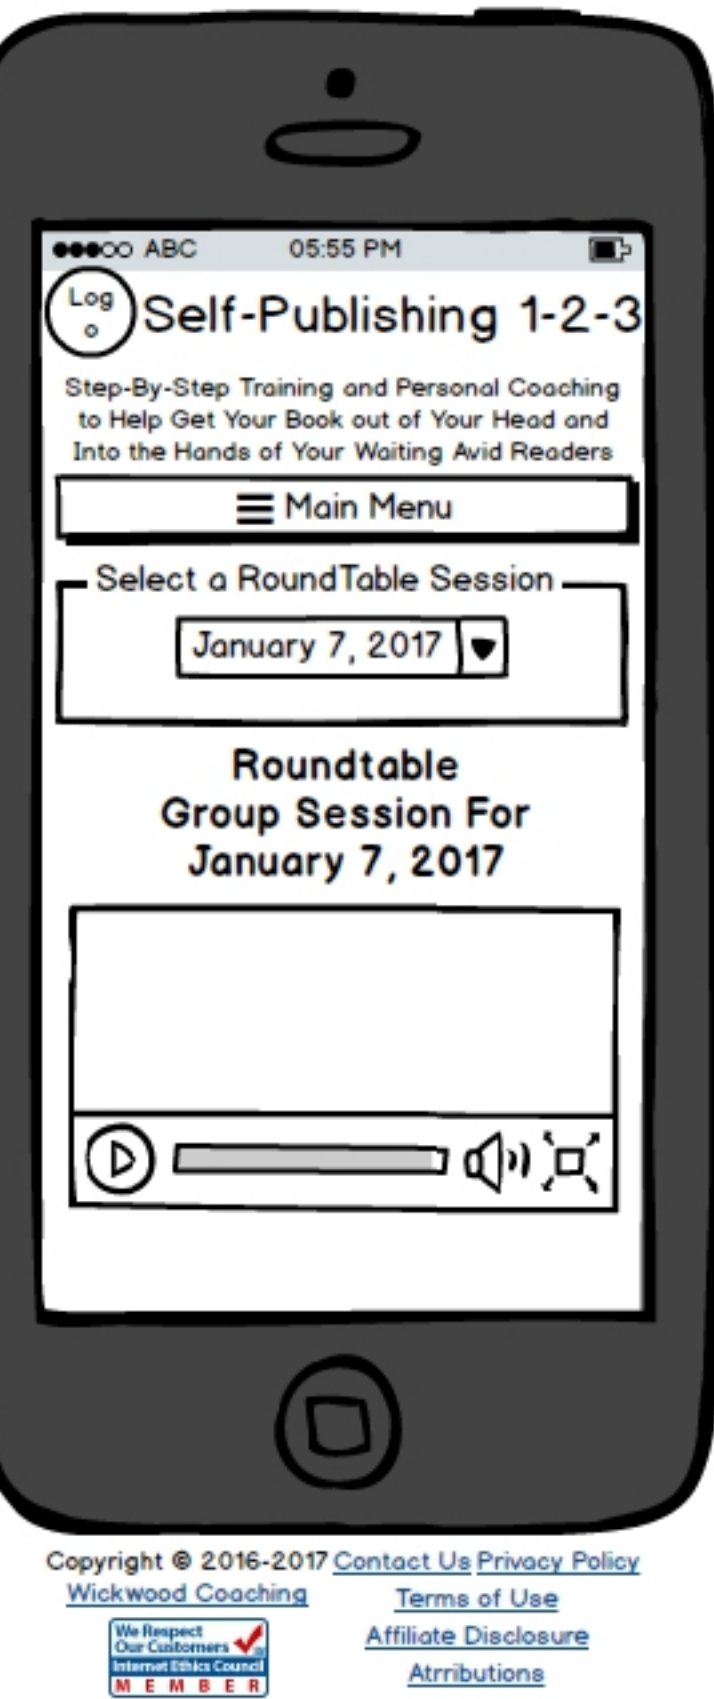 ABC 05:55 PM
Log
o
Self-Publishing 1-2-3
Step-By-Step Training and Personal Coaching
to Help Get Your Book out of Your Head and
Into the Hands of Your Waiting Avid Readers
Main Menu
Select a RoundTable Session
January 7, 2017
Roundtable
Group Session For
January 7, 2017
Copyright © 2016-2017
Wickwood Coaching
We Respect
Our Customers
Internet Ethics Council
MEMBER
Contact Us Privacy Policy
Terms of Use
Affiliate Disclosure
Atrributions